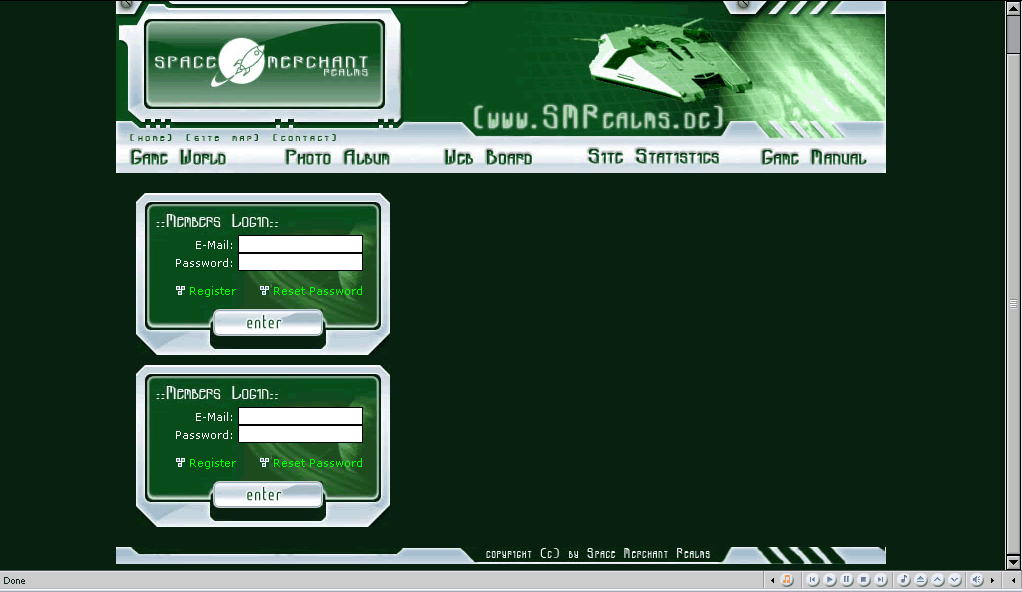 SPACE MERCHANT
REALMS
(www.SMRealms.de)
[HOME] [SITE MAP] [CONTACT]
Game World Photo Album Web Board Site Statistics Game Manual
::Members Login::
E-Mail:
Password:
Register Reset Password
enter
::Members Login::
E-Mail:
Password:
Register Reset Password
enter
copyright (c) by Space Merchant Realms
Done